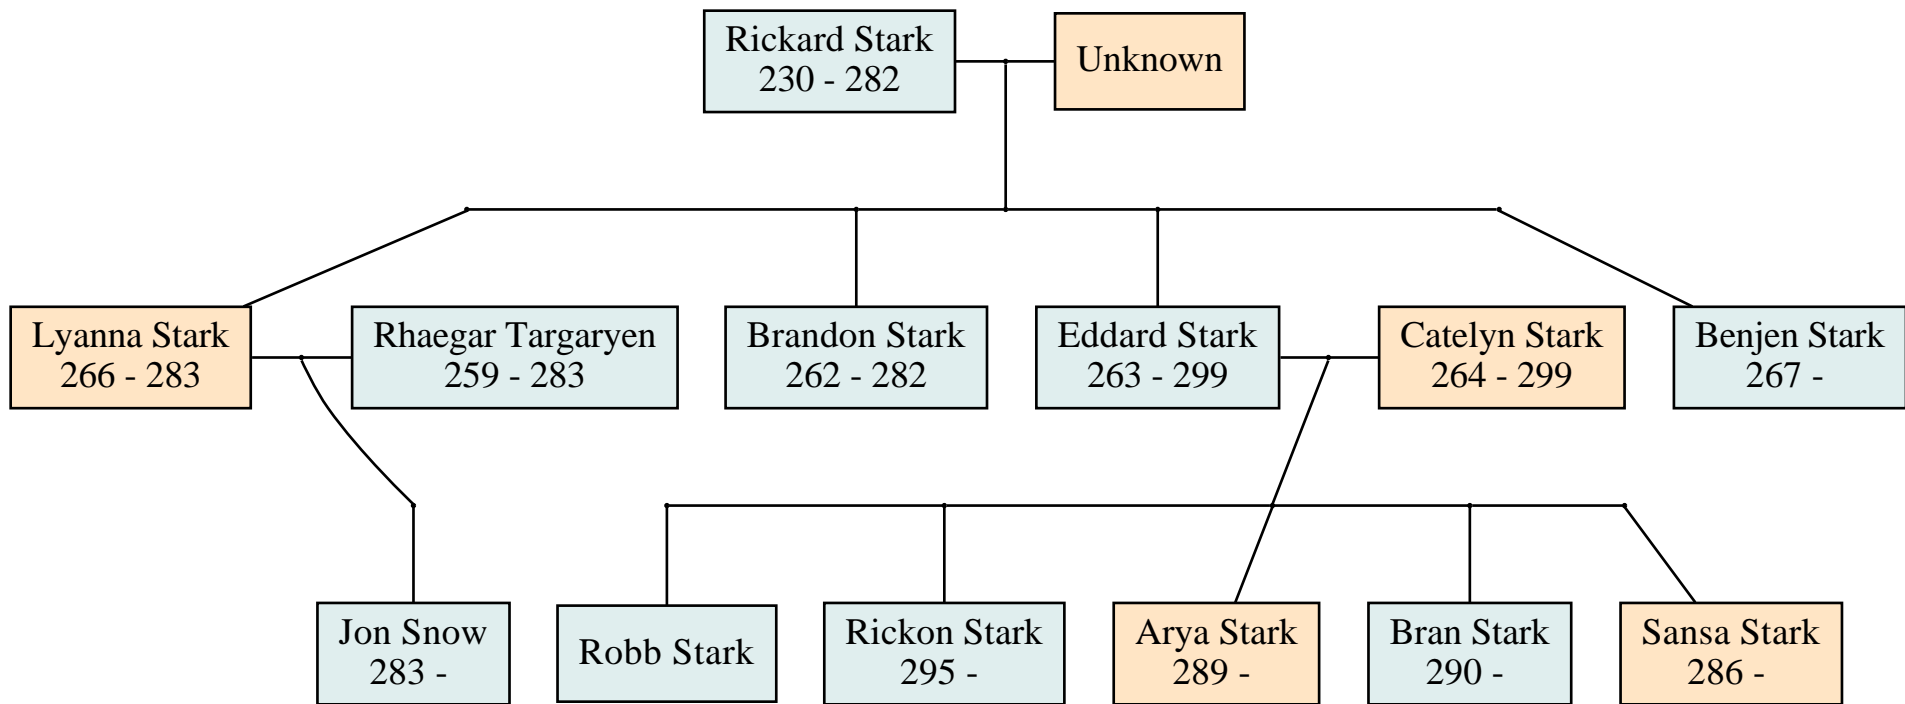 Rickard Stark
230 - 282
Unknown
Lyanna Stark
266 - 283
Rhaegar Targaryen
259 - 283
Brandon Stark
262 - 282
Eddard Stark
263 - 299
Catelyn Stark
264 - 299
Benjen Stark
267 -
Jon Snow
283 -
Robb Stark
Rickon Stark
295 -
Arya Stark
289 -
Bran Stark
290 -
Sansa Stark
286 -